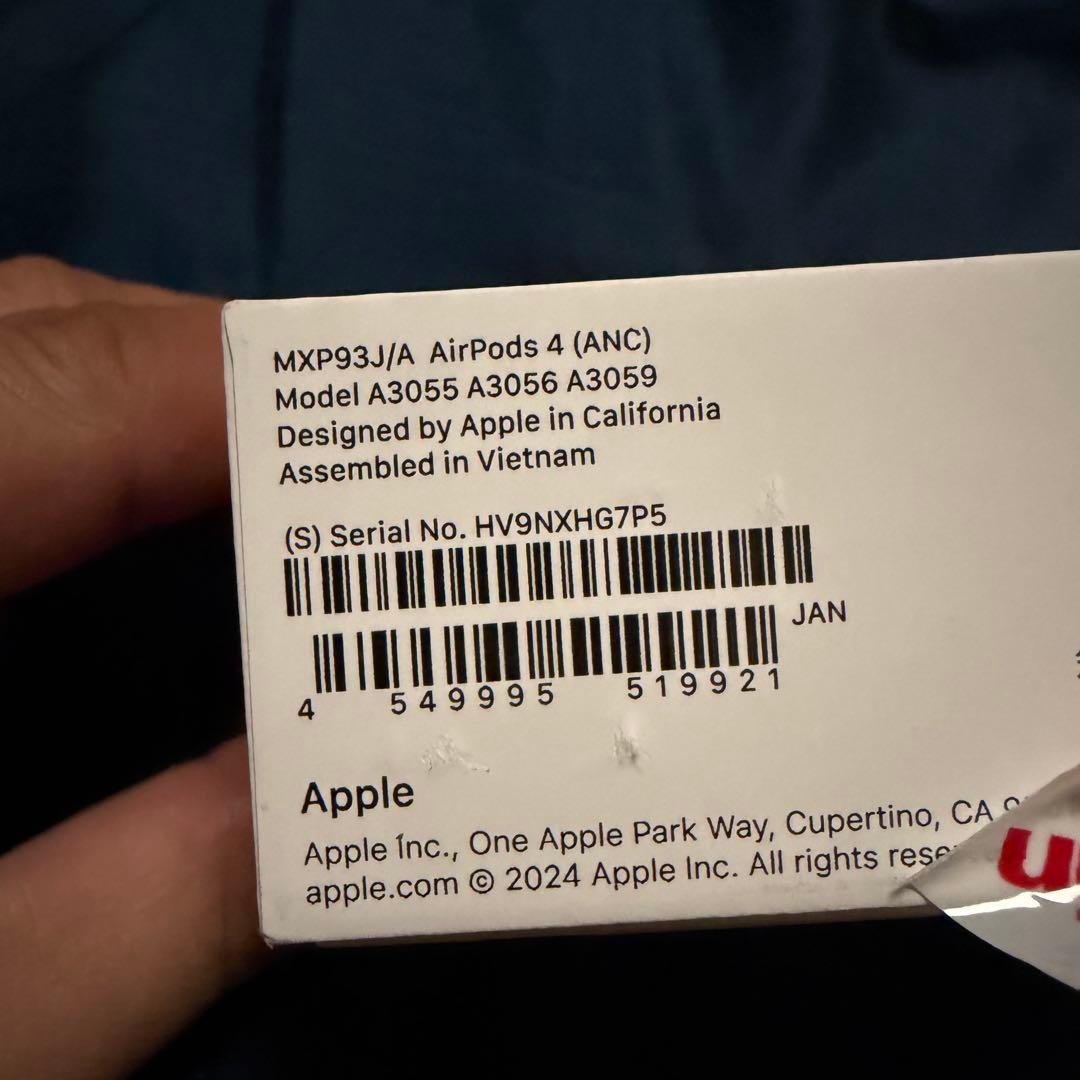 MXP93J/A AirPods 4 (ANC)
Model A3055 A3056 A3059
Designed by Apple in California
Assembled in Vietnam
(S) Serial No. HV9NXHG7P5
JAN
4 549995 519921
Apple
Apple Inc., One Apple Park Way, Cupertino, CA
apple.com © 2024 Apple Inc. All rights